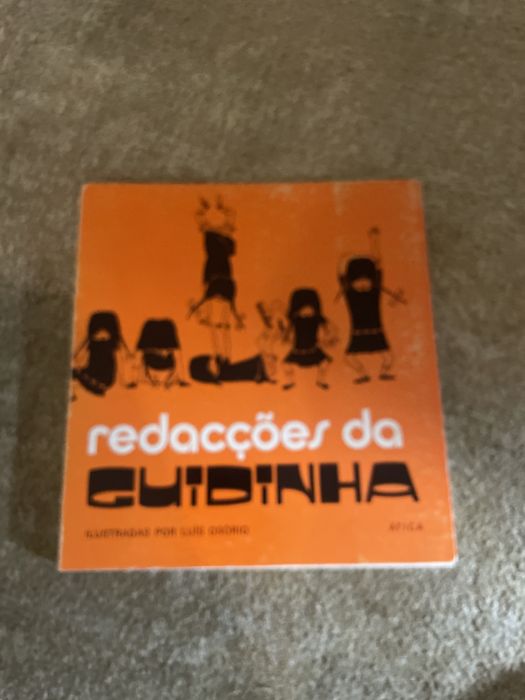 redacções da
GUIDINHA
ILUSTRADAS POR LUÍS OSÓRIO
ÁTICA